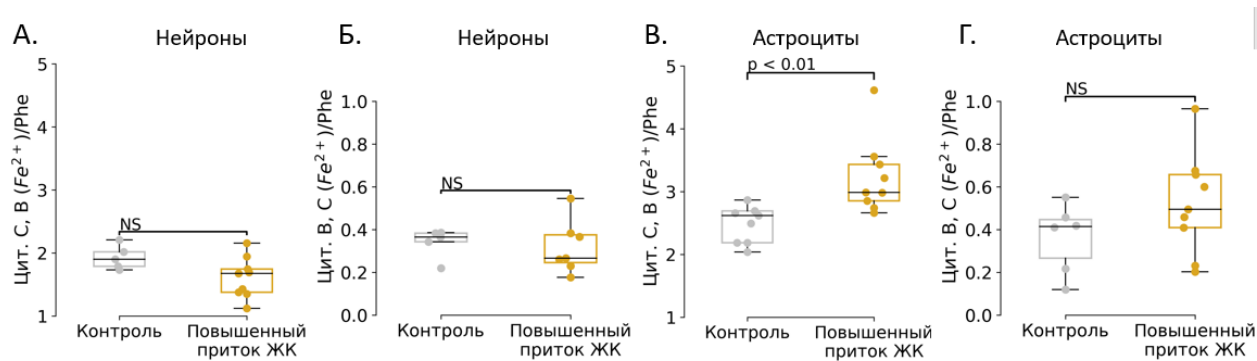 А.
Нейроны
Цит. C, B (Fe²⁺)/Phe
5
4
3
2
1
NS
Контроль
Повышенный
приток ЖК
Б.
Нейроны
Цит. B, C (Fe²⁺)/Phe
1.0
0.8
0.6
0.4
0.2
0.0
NS
Контроль
Повышенный
приток ЖК
В.
Астроциты
Цит. C, B (Fe²⁺)/Phe
5
4
3
2
1
p < 0.01
Контроль
Повышенный
приток ЖК
Г.
Астроциты
Цит. B, C (Fe²⁺)/Phe
1.0
0.8
0.6
0.4
0.2
0.0
NS
Контроль
Повышенный
приток ЖК